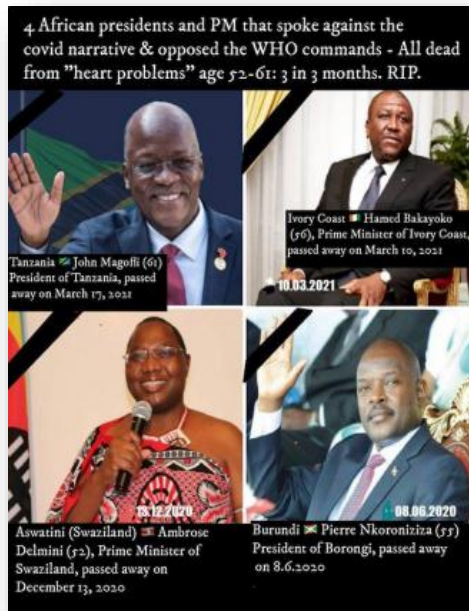 4 African presidents and PM that spoke against the
covid narrative & opposed the WHO commands - All dead
from "heart problems" age 52-61: 3 in 3 months. RIP.
Tanzania 🇹🇿 John Magoffi (61)
President of Tanzania, passed
away on March 17, 2021
Ivory Coast 🇨🇮 Hamed Bakayoko
(56), Prime Minister of Ivory Coast,
passed away on March 10, 2021
10.03.2021
13.12.2020
Aswatini (Swaziland) 🇸🇿 Ambrose
Delmini (52), Prime Minister of
Swaziland, passed away on
December 13, 2020
08.06.2020
Burundi 🇧🇮 Pierre Nkoroniziza (55)
President of Borongi, passed away
on 8.6.2020